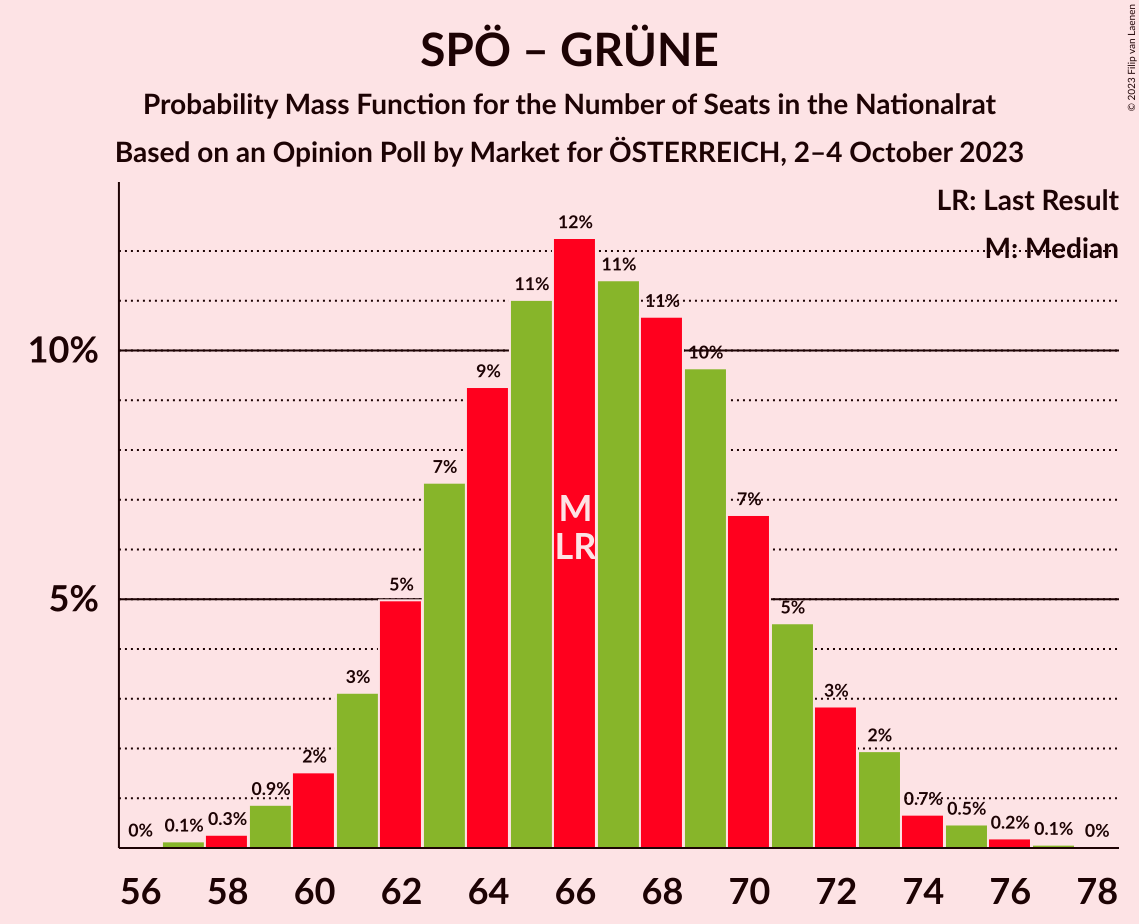 SPÖ – GRÜNE
Probability Mass Function for the Number of Seats in the Nationalrat
Based on an Opinion Poll by Market for ÖSTERREICH, 2–4 October 2023
© 2023 Filip van Laenen
LR: Last Result
M: Median
10%
5%
0%
0.1%
0.3%
0.9%
2%
3%
5%
7%
9%
11%
12%
11%
11%
10%
7%
5%
3%
2%
0.7%
0.5%
0.2%
0.1%
0%
M
LR
56 58 60 62 64 66 68 70 72 74 76 78